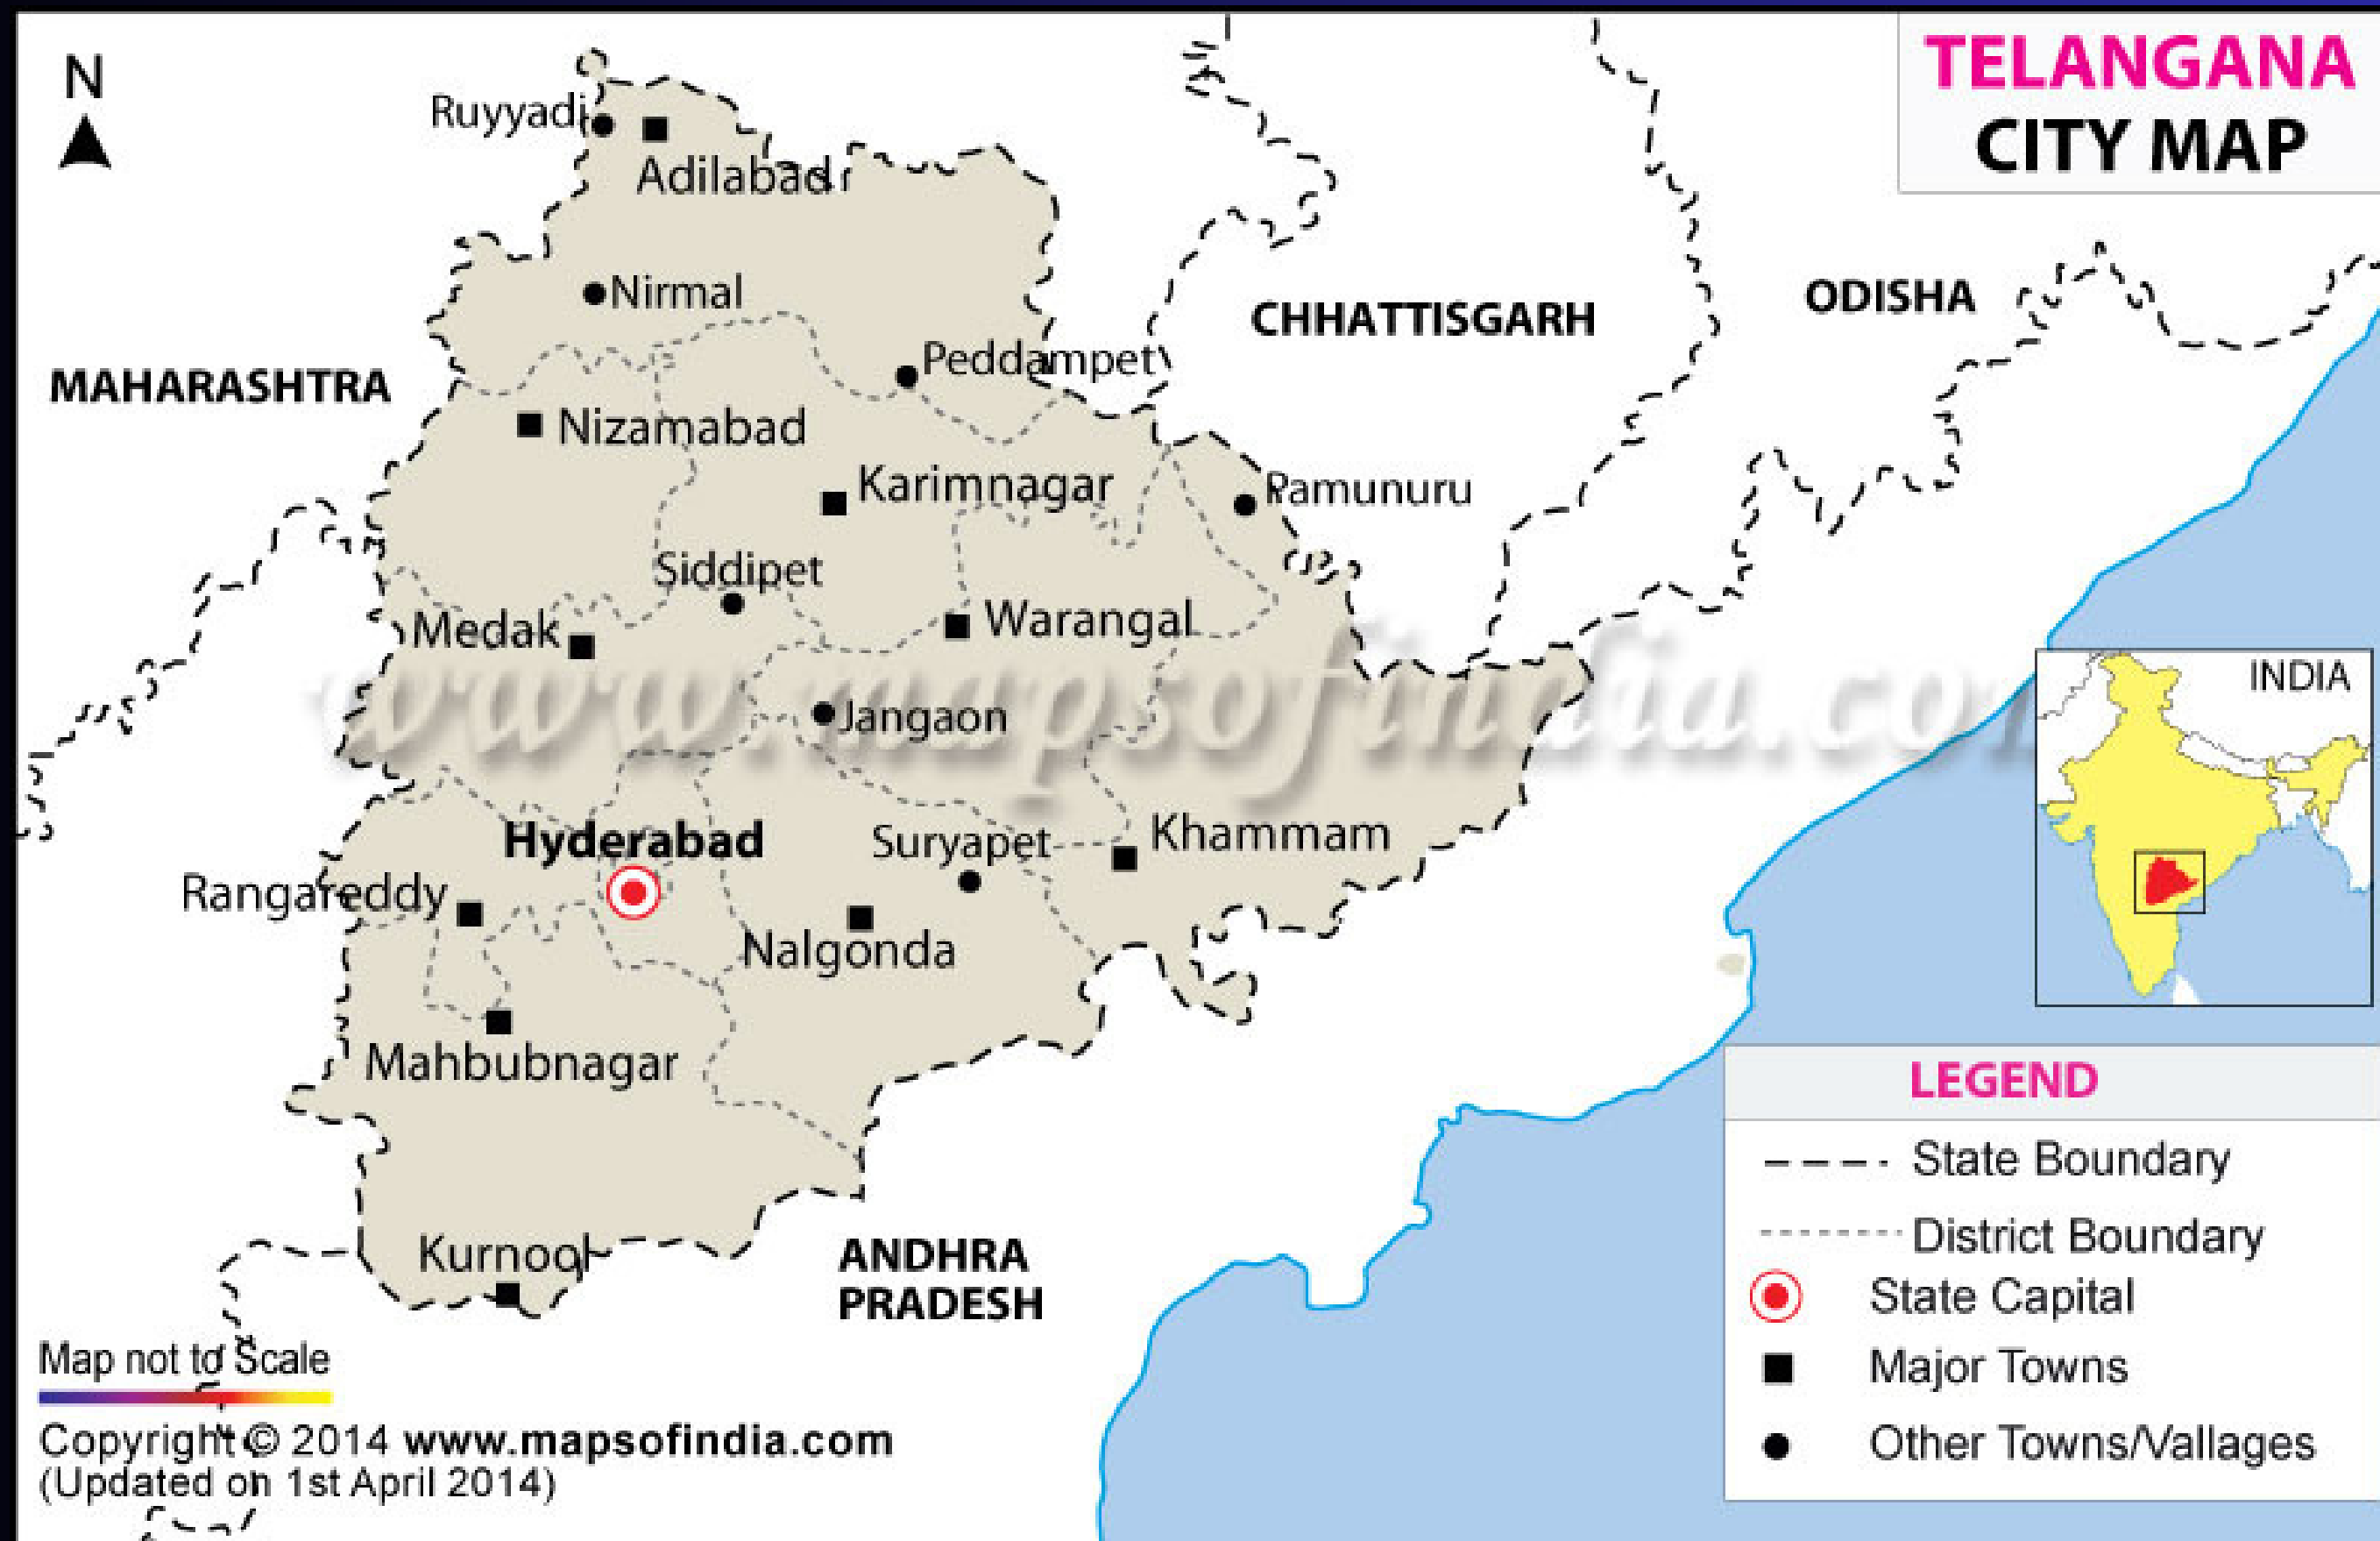 TELANGANA
CITY MAP
N
Ruyyadi
Adilabad
Nirmal
CHHATTISGARH
ODISHA
MAHARASHTRA
Peddampet
Nizamabad
Karimnagar
Ramunuru
Siddipet
Medak
Warangal
www.mapsofindia.co
Jangaon
INDIA
Hyderabad
Suryapet
Khammam
Rangareddy
Nalgonda
Mahbubnagar
Kurnool
ANDHRA
PRADESH
LEGEND
State Boundary
District Boundary
State Capital
Major Towns
Other Towns/Vallages
Map not to Scale
Copyright © 2014 www.mapsofindia.com
(Updated on 1st April 2014)